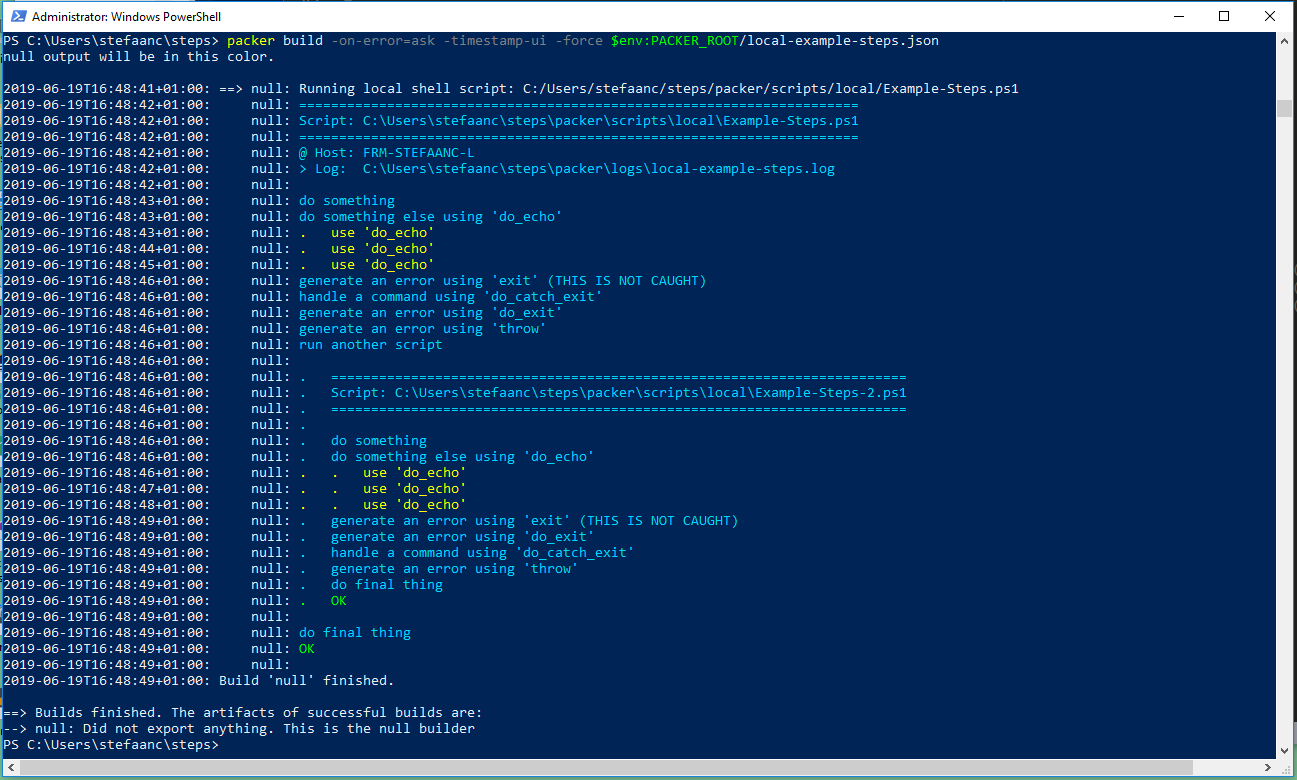 Administrator: Windows PowerShell
PS C:\Users\stefaanc\steps> packer build -on-error=ask -timestamp-ui -force $env:PACKER_ROOT/local-example-steps.json
null output will be in this color.
2019-06-19T16:48:41+01:00: ==> null: Running local shell script: C:/Users/stefaanc/steps/packer/scripts/local/Example-Steps.ps1
2019-06-19T16:48:42+01:00:     null: ======================================================================
2019-06-19T16:48:42+01:00:     null: Script: C:\Users\stefaanc\steps\packer\scripts\local\Example-Steps.ps1
2019-06-19T16:48:42+01:00:     null: ======================================================================
2019-06-19T16:48:42+01:00:     null: @ Host: FRM-STEFAANC-L
2019-06-19T16:48:42+01:00:     null: > Log:  C:\Users\stefaanc\steps\packer\logs\local-example-steps.log
2019-06-19T16:48:42+01:00:     null:
2019-06-19T16:48:43+01:00:     null: do something
2019-06-19T16:48:43+01:00:     null: do something else using 'do_echo'
2019-06-19T16:48:43+01:00:     null: .   use 'do_echo'
2019-06-19T16:48:44+01:00:     null: .   use 'do_echo'
2019-06-19T16:48:45+01:00:     null: .   use 'do_echo'
2019-06-19T16:48:46+01:00:     null: generate an error using 'exit' (THIS IS NOT CAUGHT)
2019-06-19T16:48:46+01:00:     null: handle a command using 'do_catch_exit'
2019-06-19T16:48:46+01:00:     null: generate an error using 'do_exit'
2019-06-19T16:48:46+01:00:     null: generate an error using 'throw'
2019-06-19T16:48:46+01:00:     null: run another script
2019-06-19T16:48:46+01:00:     null:
2019-06-19T16:48:46+01:00:     null: .   ========================================================================
2019-06-19T16:48:46+01:00:     null: .   Script: C:\Users\stefaanc\steps\packer\scripts\local\Example-Steps-2.ps1
2019-06-19T16:48:46+01:00:     null: .   ========================================================================
2019-06-19T16:48:46+01:00:     null: .
2019-06-19T16:48:46+01:00:     null: .   do something
2019-06-19T16:48:46+01:00:     null: .   do something else using 'do_echo'
2019-06-19T16:48:46+01:00:     null: .   .   use 'do_echo'
2019-06-19T16:48:47+01:00:     null: .   .   use 'do_echo'
2019-06-19T16:48:48+01:00:     null: .   .   use 'do_echo'
2019-06-19T16:48:49+01:00:     null: .   generate an error using 'exit' (THIS IS NOT CAUGHT)
2019-06-19T16:48:49+01:00:     null: .   generate an error using 'do_exit'
2019-06-19T16:48:49+01:00:     null: .   handle a command using 'do_catch_exit'
2019-06-19T16:48:49+01:00:     null: .   generate an error using 'throw'
2019-06-19T16:48:49+01:00:     null: .   do final thing
2019-06-19T16:48:49+01:00:     null: .   OK
2019-06-19T16:48:49+01:00:     null:
2019-06-19T16:48:49+01:00:     null: do final thing
2019-06-19T16:48:49+01:00:     null: OK
2019-06-19T16:48:49+01:00:     null:
2019-06-19T16:48:49+01:00: Build 'null' finished.
==> Builds finished. The artifacts of successful builds are:
--> null: Did not export anything. This is the null builder
PS C:\Users\stefaanc\steps>